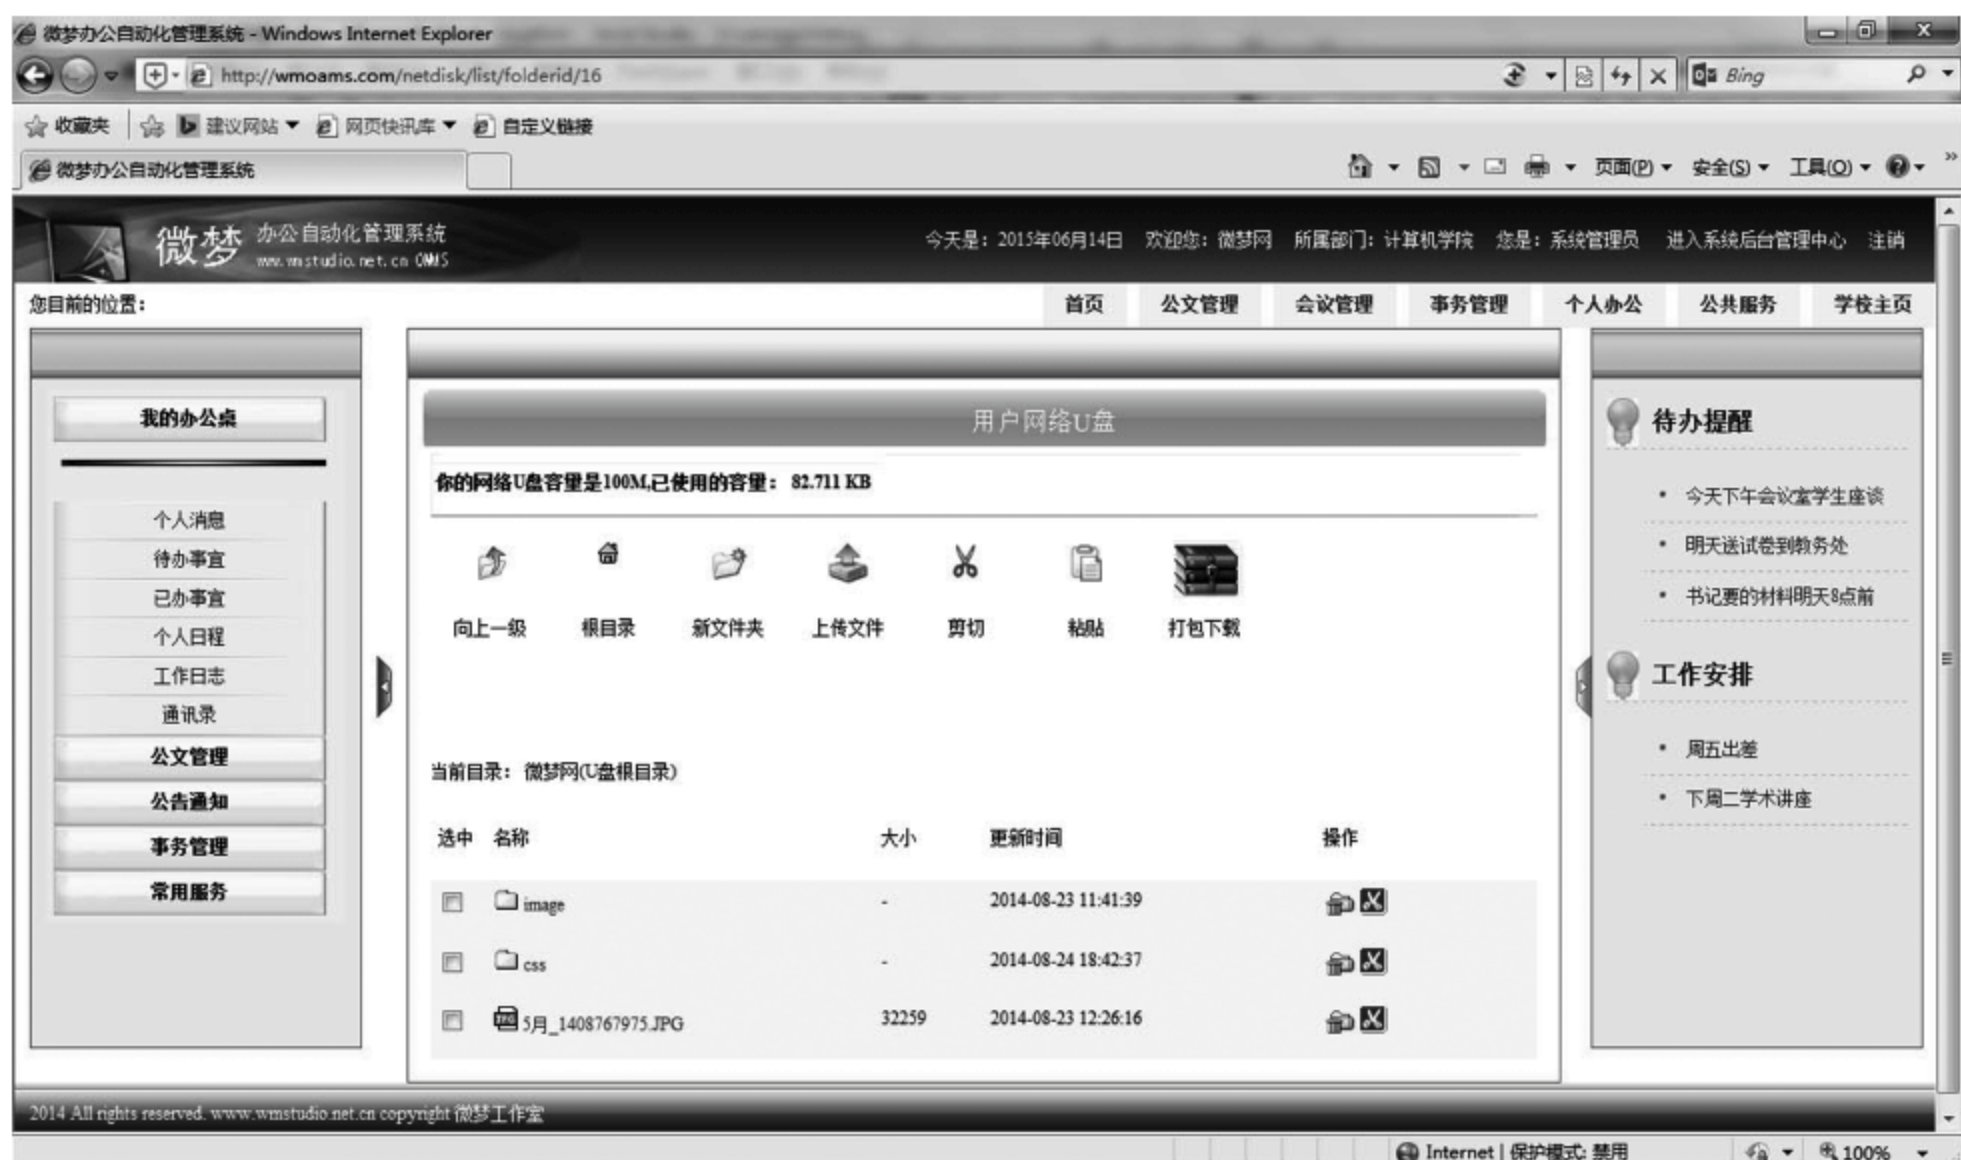 微梦办公自动化管理系统 - Windows Internet Explorer
http://wmoams.com/netdisk/list/folderid/16
Bing
收藏夹 建议网站 网页快讯库 自定义链接
微梦办公自动化管理系统
页面(P) 安全(S) 工具(O)
微梦 办公自动化管理系统
www.wmstudio.net.cn OMMS
今天是：2015年06月14日 欢迎您：微梦网 所属部门：计算机学院 您是：系统管理员 进入系统后台管理中心 注销
您目前的位置：
首页 公文管理 会议管理 事务管理 个人办公 公共服务 学校主页
我的办公桌
个人消息
待办事宜
已办事宜
个人日程
工作日志
通讯录
公文管理
公告通知
事务管理
常用服务
用户网络U盘
你的网络U盘容量是100M,已使用的容量： 82.711 KB
向上一级 根目录 新文件夹 上传文件 剪切 粘贴 打包下载
当前目录： 微梦网(U盘根目录)
选中 名称 大小 更新时间 操作
image - 2014-08-23 11:41:39
css - 2014-08-24 18:42:37
5月_1408767975.JPG 32259 2014-08-23 12:26:16
待办提醒
今天下午会议室学生座谈
明天送试卷到教务处
书记要的材料明天8点前
工作安排
周五出差
下周二学术讲座
2014 All rights reserved. www.wmstudio.net.cn copyright 微梦工作室
Internet | 保护模式: 禁用 100%